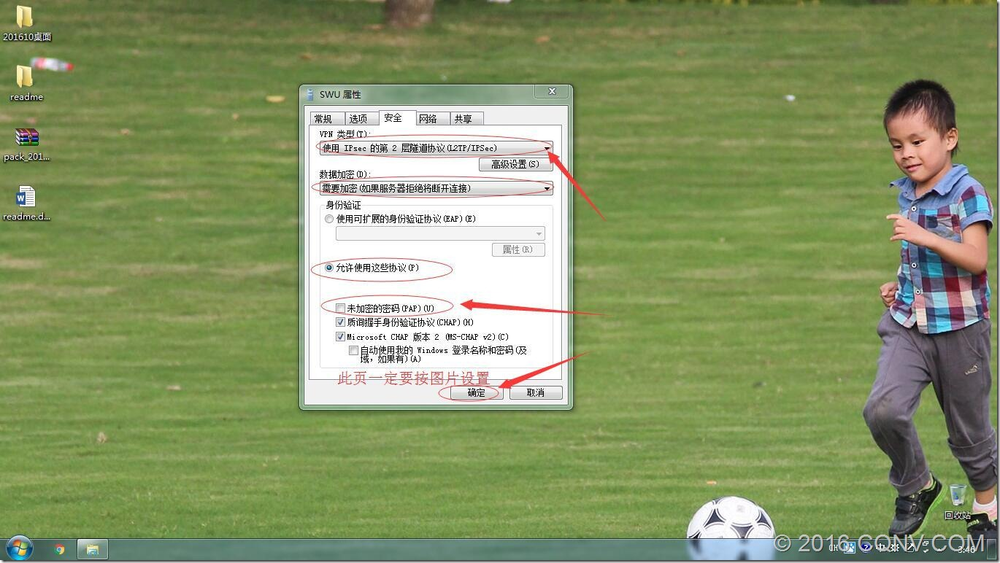 201610桌面
readme
pack_201...
readme.d...
SWU 属性
常规 选项 安全 网络 共享
VPN 类型(T):
使用 IPsec 的第 2 层隧道协议(L2TP/IPSec)
高级设置(S)
数据加密(D):
需要加密(如果服务器拒绝将断开连接)
身份验证
使用可扩展的身份验证协议(EAP)(E)
属性(R)
允许使用这些协议(P)
未加密的密码(PAP)(U)
质询握手身份验证协议(CHAP)(H)
Microsoft CHAP 版本 2 (MS-CHAP v2)(C)
自动使用我的 Windows 登录名称和密码(及
域，如果有)(A)
此页一定要按图片设置
确定 取消
回收站
© 2016 CONV.COM
CH 中 3:46